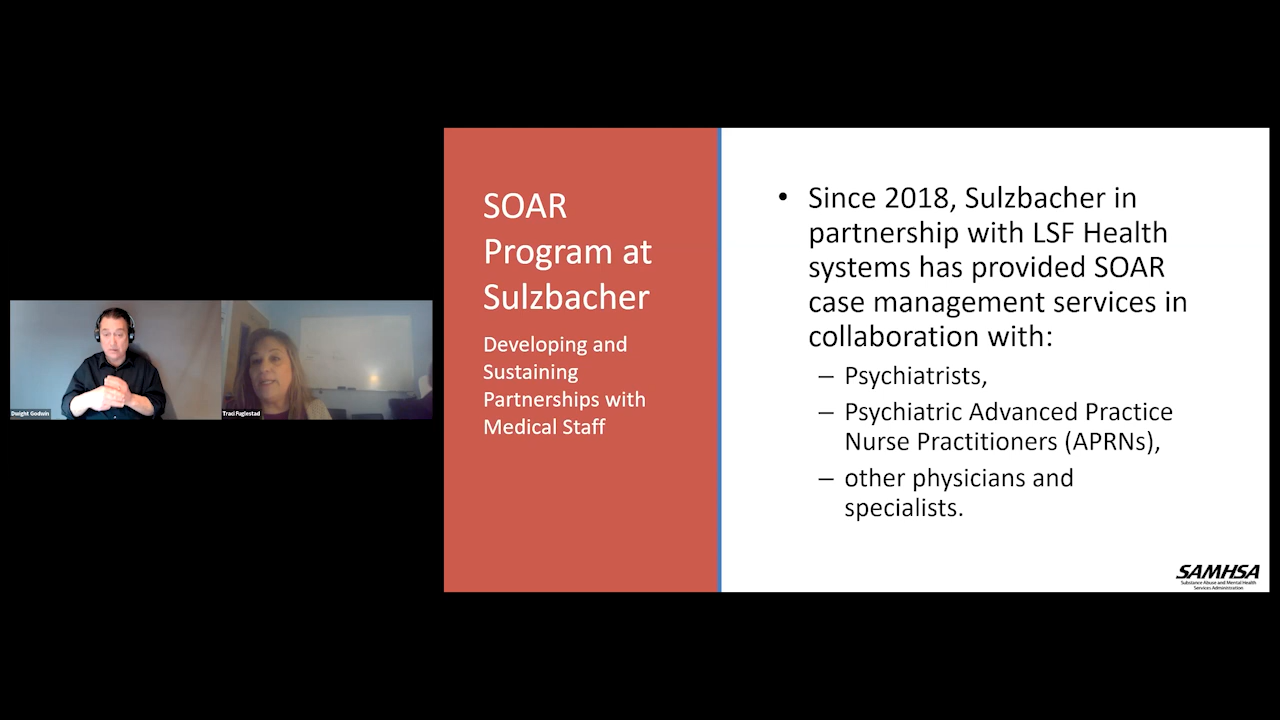 SOAR
Program at
Sulzbacher
Developing and
Sustaining
Partnerships with
Medical Staff
• Since 2018, Sulzbacher in
partnership with LSF Health
systems has provided SOAR
case management services in
collaboration with:
– Psychiatrists,
– Psychiatric Advanced Practice
Nurse Practitioners (APRNs),
– other physicians and
specialists.
SAMHSA
Substance Abuse and Mental Health
Services Administration
Dwight Godwin
Traci Fuglestad